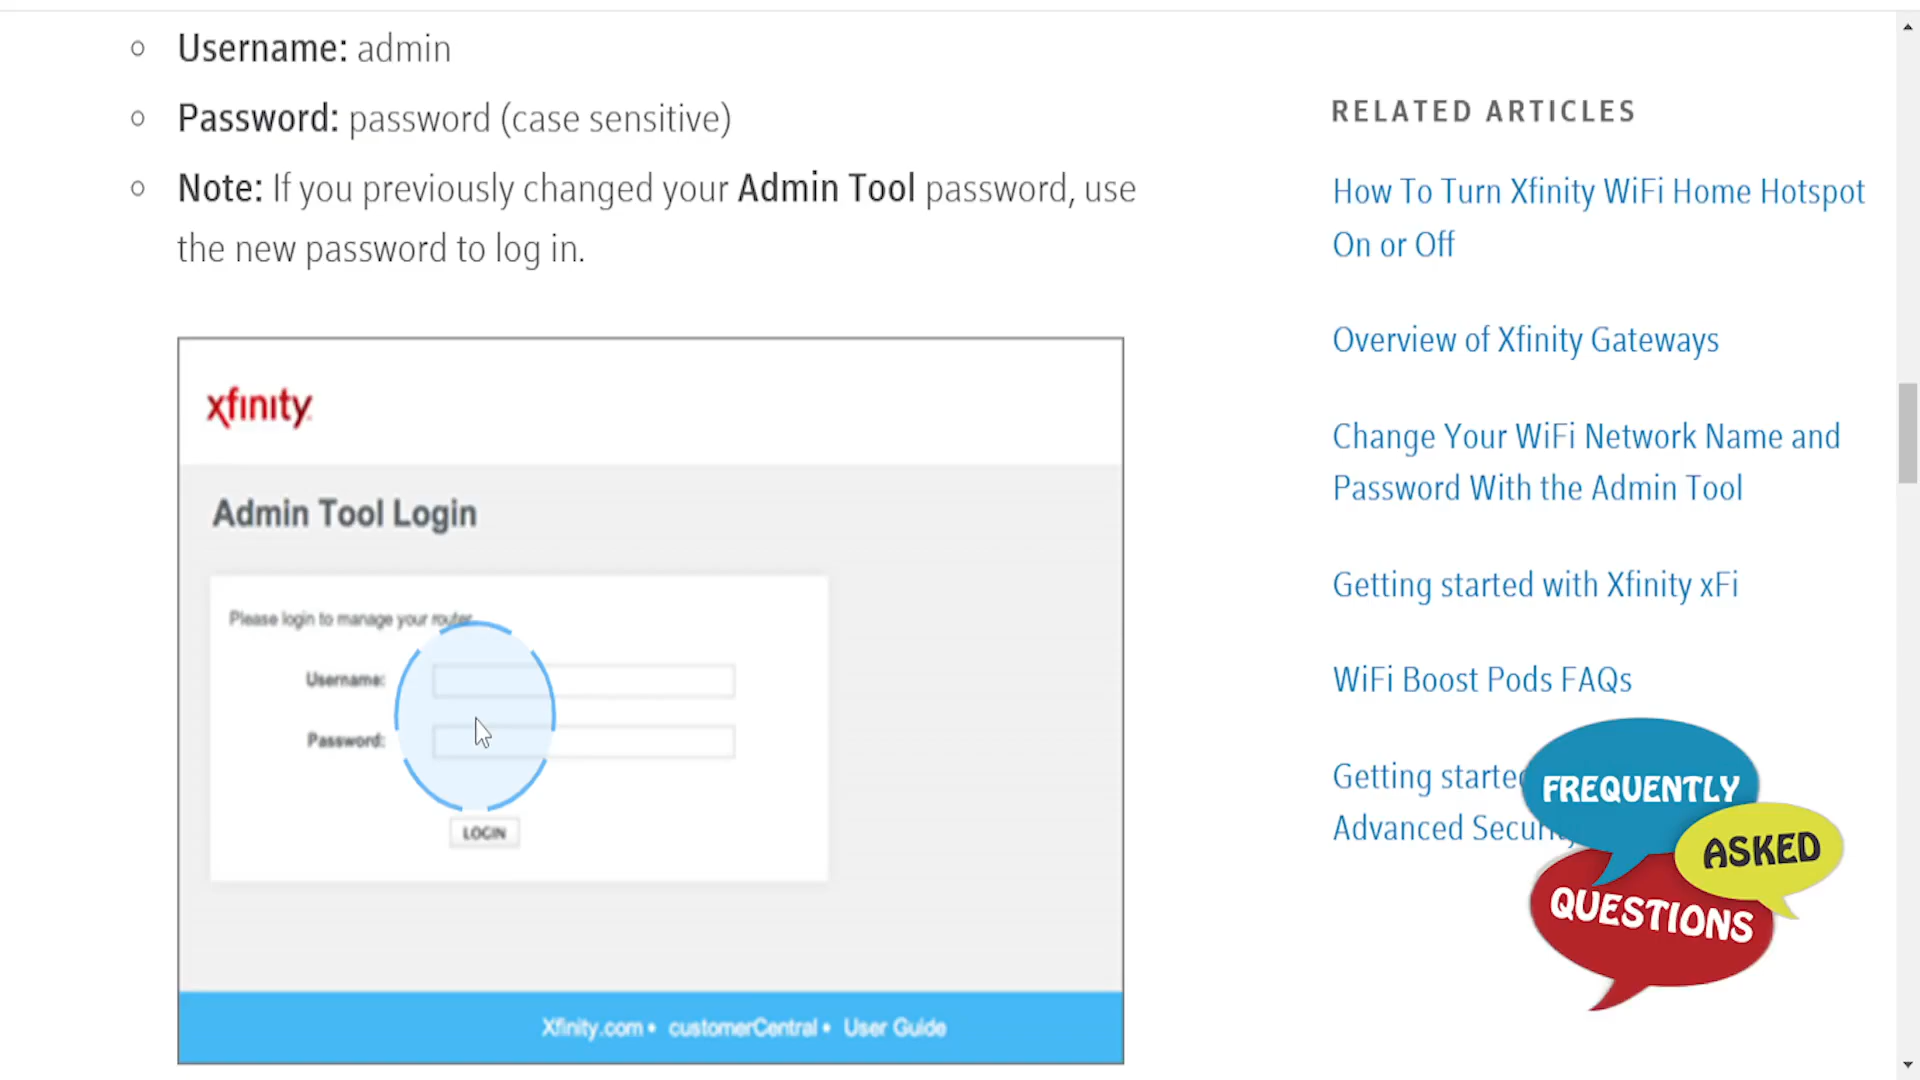 Username: admin
Password: password (case sensitive)
Note: If you previously changed your Admin Tool password, use
the new password to log in.
xfinity
Admin Tool Login
Please login to manage your router.
Username:
Password:
LOGIN
Xfinity.com • customerCentral • User Guide
RELATED ARTICLES
How To Turn Xfinity WiFi Home Hotspot
On or Off
Overview of Xfinity Gateways
Change Your WiFi Network Name and
Password With the Admin Tool
Getting started with Xfinity xFi
WiFi Boost Pods FAQs
Getting started
Advanced Security
FREQUENTLY
ASKED
QUESTIONS